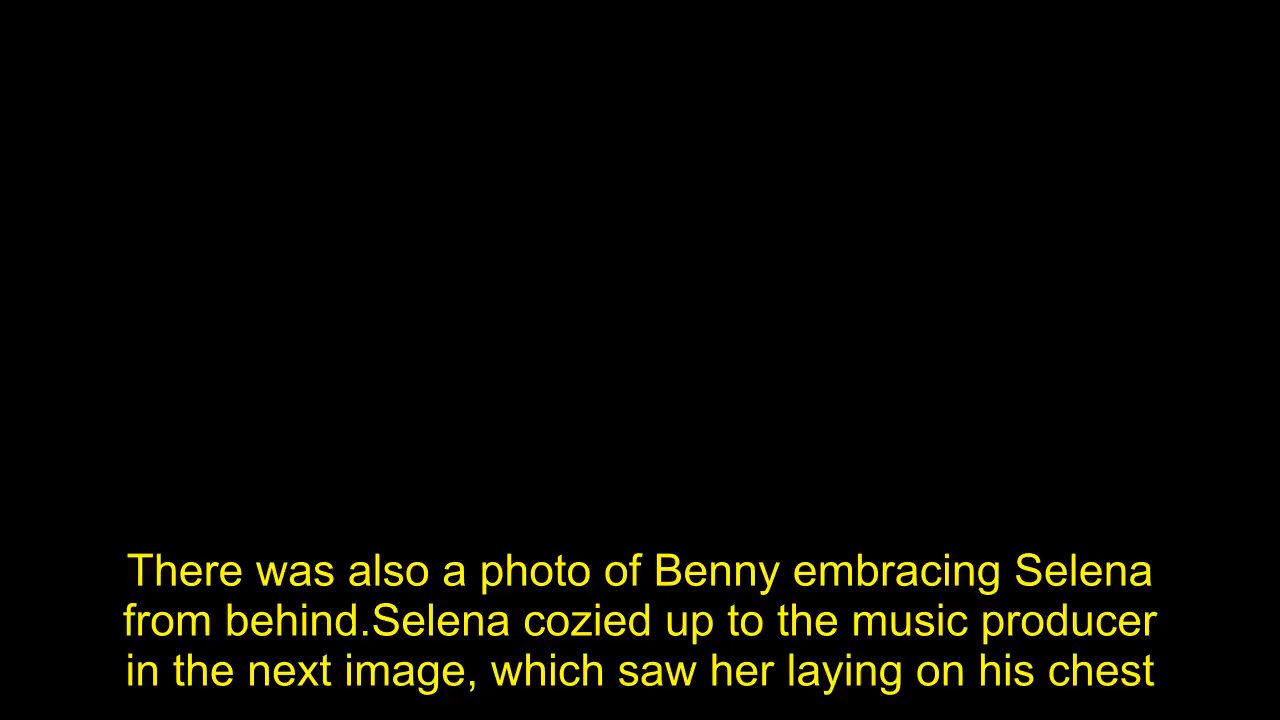 There was also a photo of Benny embracing Selena
from behind.Selena cozied up to the music producer
in the next image, which saw her laying on his chest